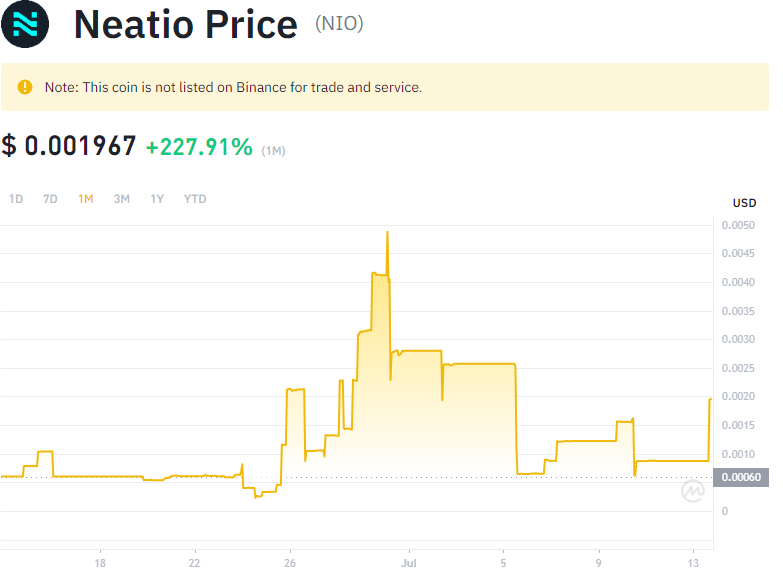 Neatio Price (NIO)
Note: This coin is not listed on Binance for trade and service.
$ 0.001967 +227.91% (1M)
1D 7D 1M 3M 1Y YTD
USD
0.0050
0.0045
0.0040
0.0035
0.0030
0.0025
0.0020
0.0015
0.0010
0.00060
0
18 22 26 Jul 5 9 13